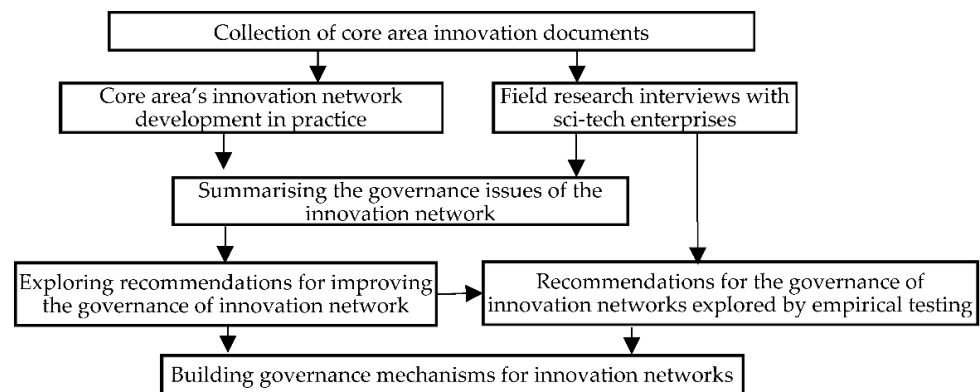 Collection of core area innovation documents
Core area's innovation network
development in practice
Field research interviews with
sci-tech enterprises
Summarising the governance issues of the
innovation network
Exploring recommendations for improving
the governance of innovation network
Recommendations for the governance of
innovation networks explored by empirical testing
Building governance mechanisms for innovation networks